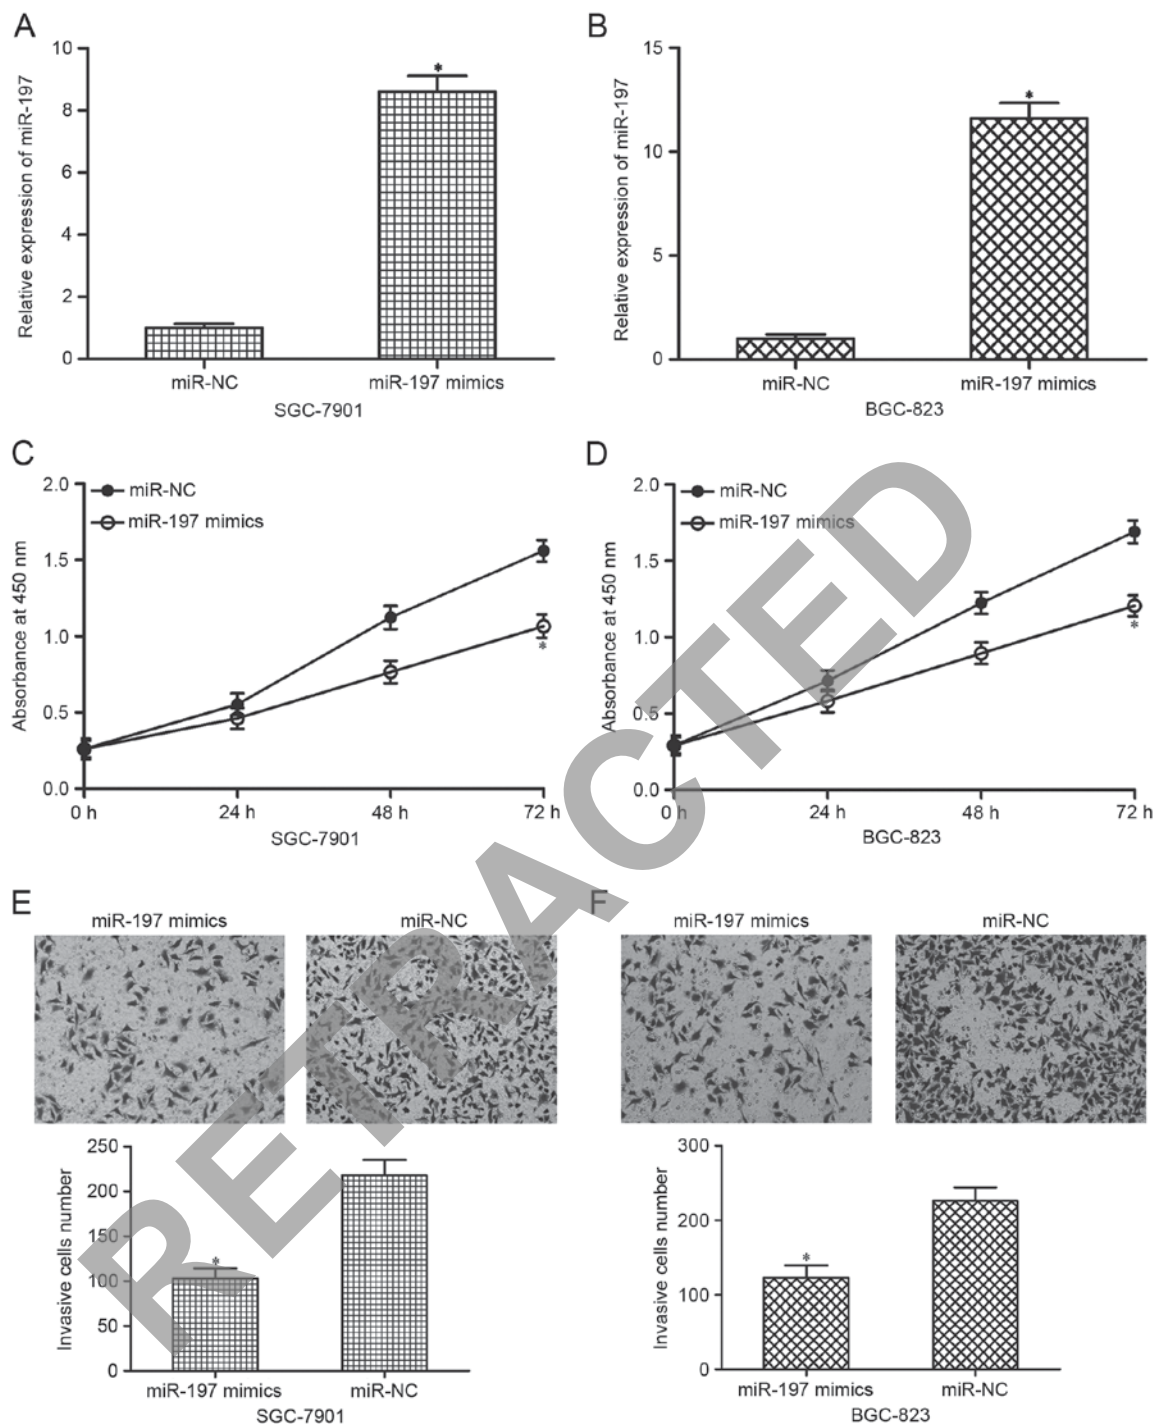 A
Relative expression of miR-197
10
8
6
4
2
0
*
miR-NC
miR-197 mimics
SGC-7901
B
Relative expression of miR-197
15
10
5
0
*
miR-NC
miR-197 mimics
BGC-823
C
Absorbance at 450 nm
2.0
1.5
1.0
0.5
0.0
miR-NC
miR-197 mimics
*
0 h
24 h
48 h
72 h
SGC-7901
D
Absorbance at 450 nm
2.0
1.5
1.0
0.5
0.0
miR-NC
miR-197 mimics
*
0 h
24 h
48 h
72 h
BGC-823
E
miR-197 mimics
miR-NC
Invasive cells number
250
200
150
100
50
0
*
miR-197 mimics
miR-NC
SGC-7901
F
miR-197 mimics
miR-NC
Invasive cells number
300
200
100
0
*
miR-197 mimics
miR-NC
BGC-823
RETRACTED